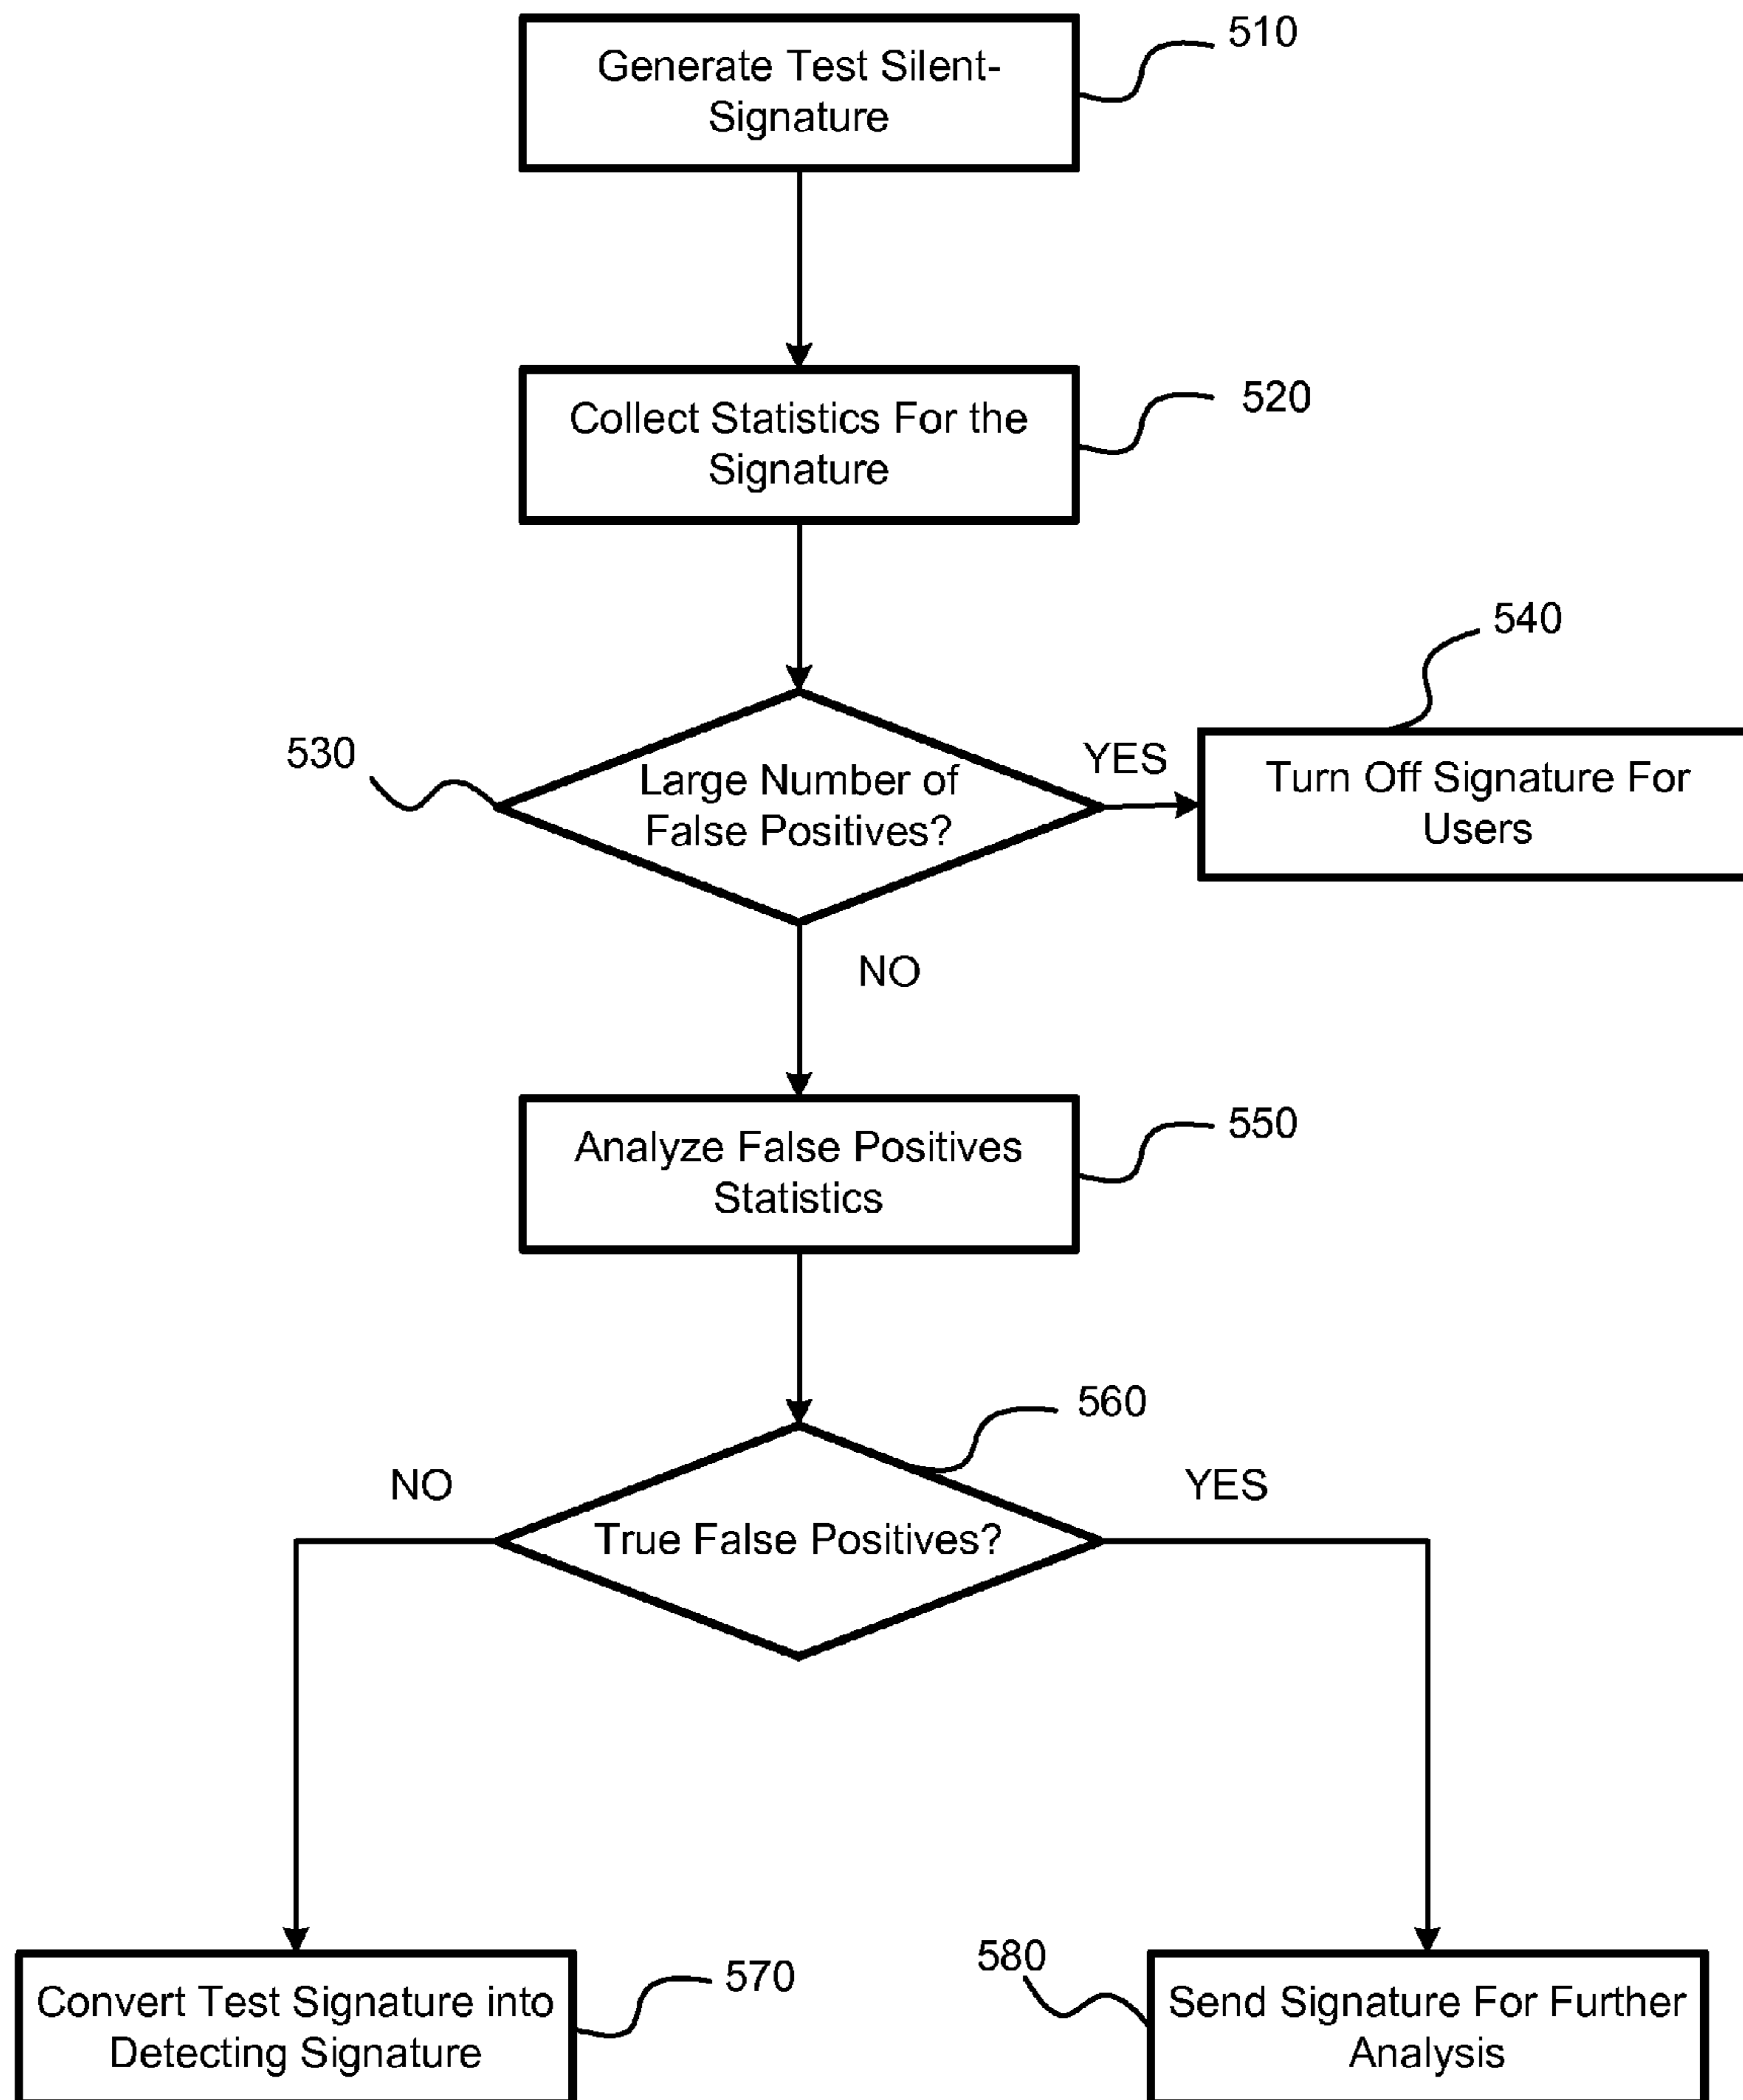 Generate Test Silent-
Signature
510
Collect Statistics For the
Signature
520
530
Large Number of
False Positives?
YES
540
Turn Off Signature For
Users
NO
Analyze False Positives
Statistics
550
560
NO
True False Positives?
YES
Convert Test Signature into
Detecting Signature
570
580
Send Signature For Further
Analysis